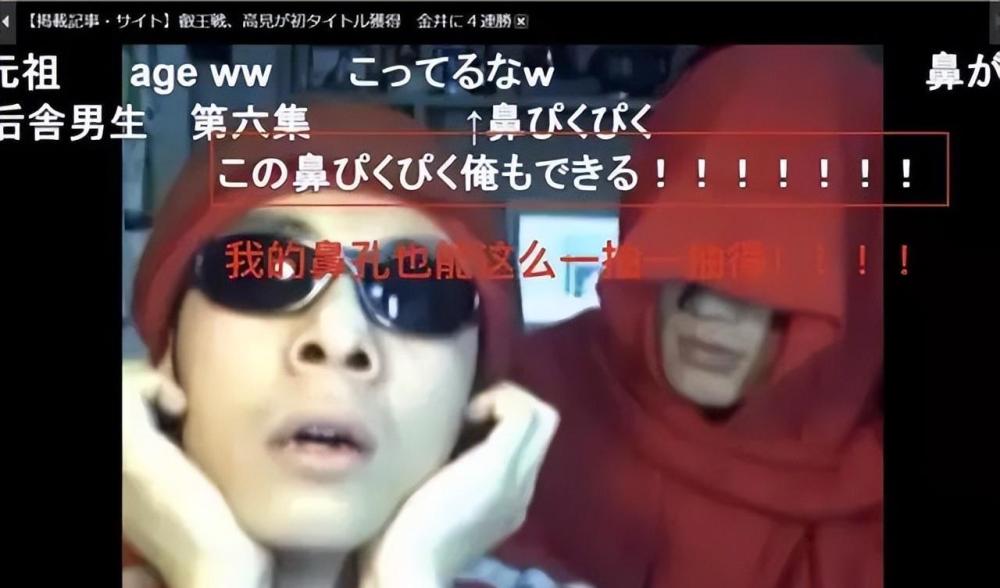 【掲載記事・サイト】叡王戦、高見が初タイトル獲得 金井に4連勝
元祖 age ww こってるなw 鼻が
后舎男生 第六集 ↑鼻ぴくぴく
この鼻ぴくぴく俺もできる！！！！！！！
我的鼻孔也能这么一抽一抽得！！！！